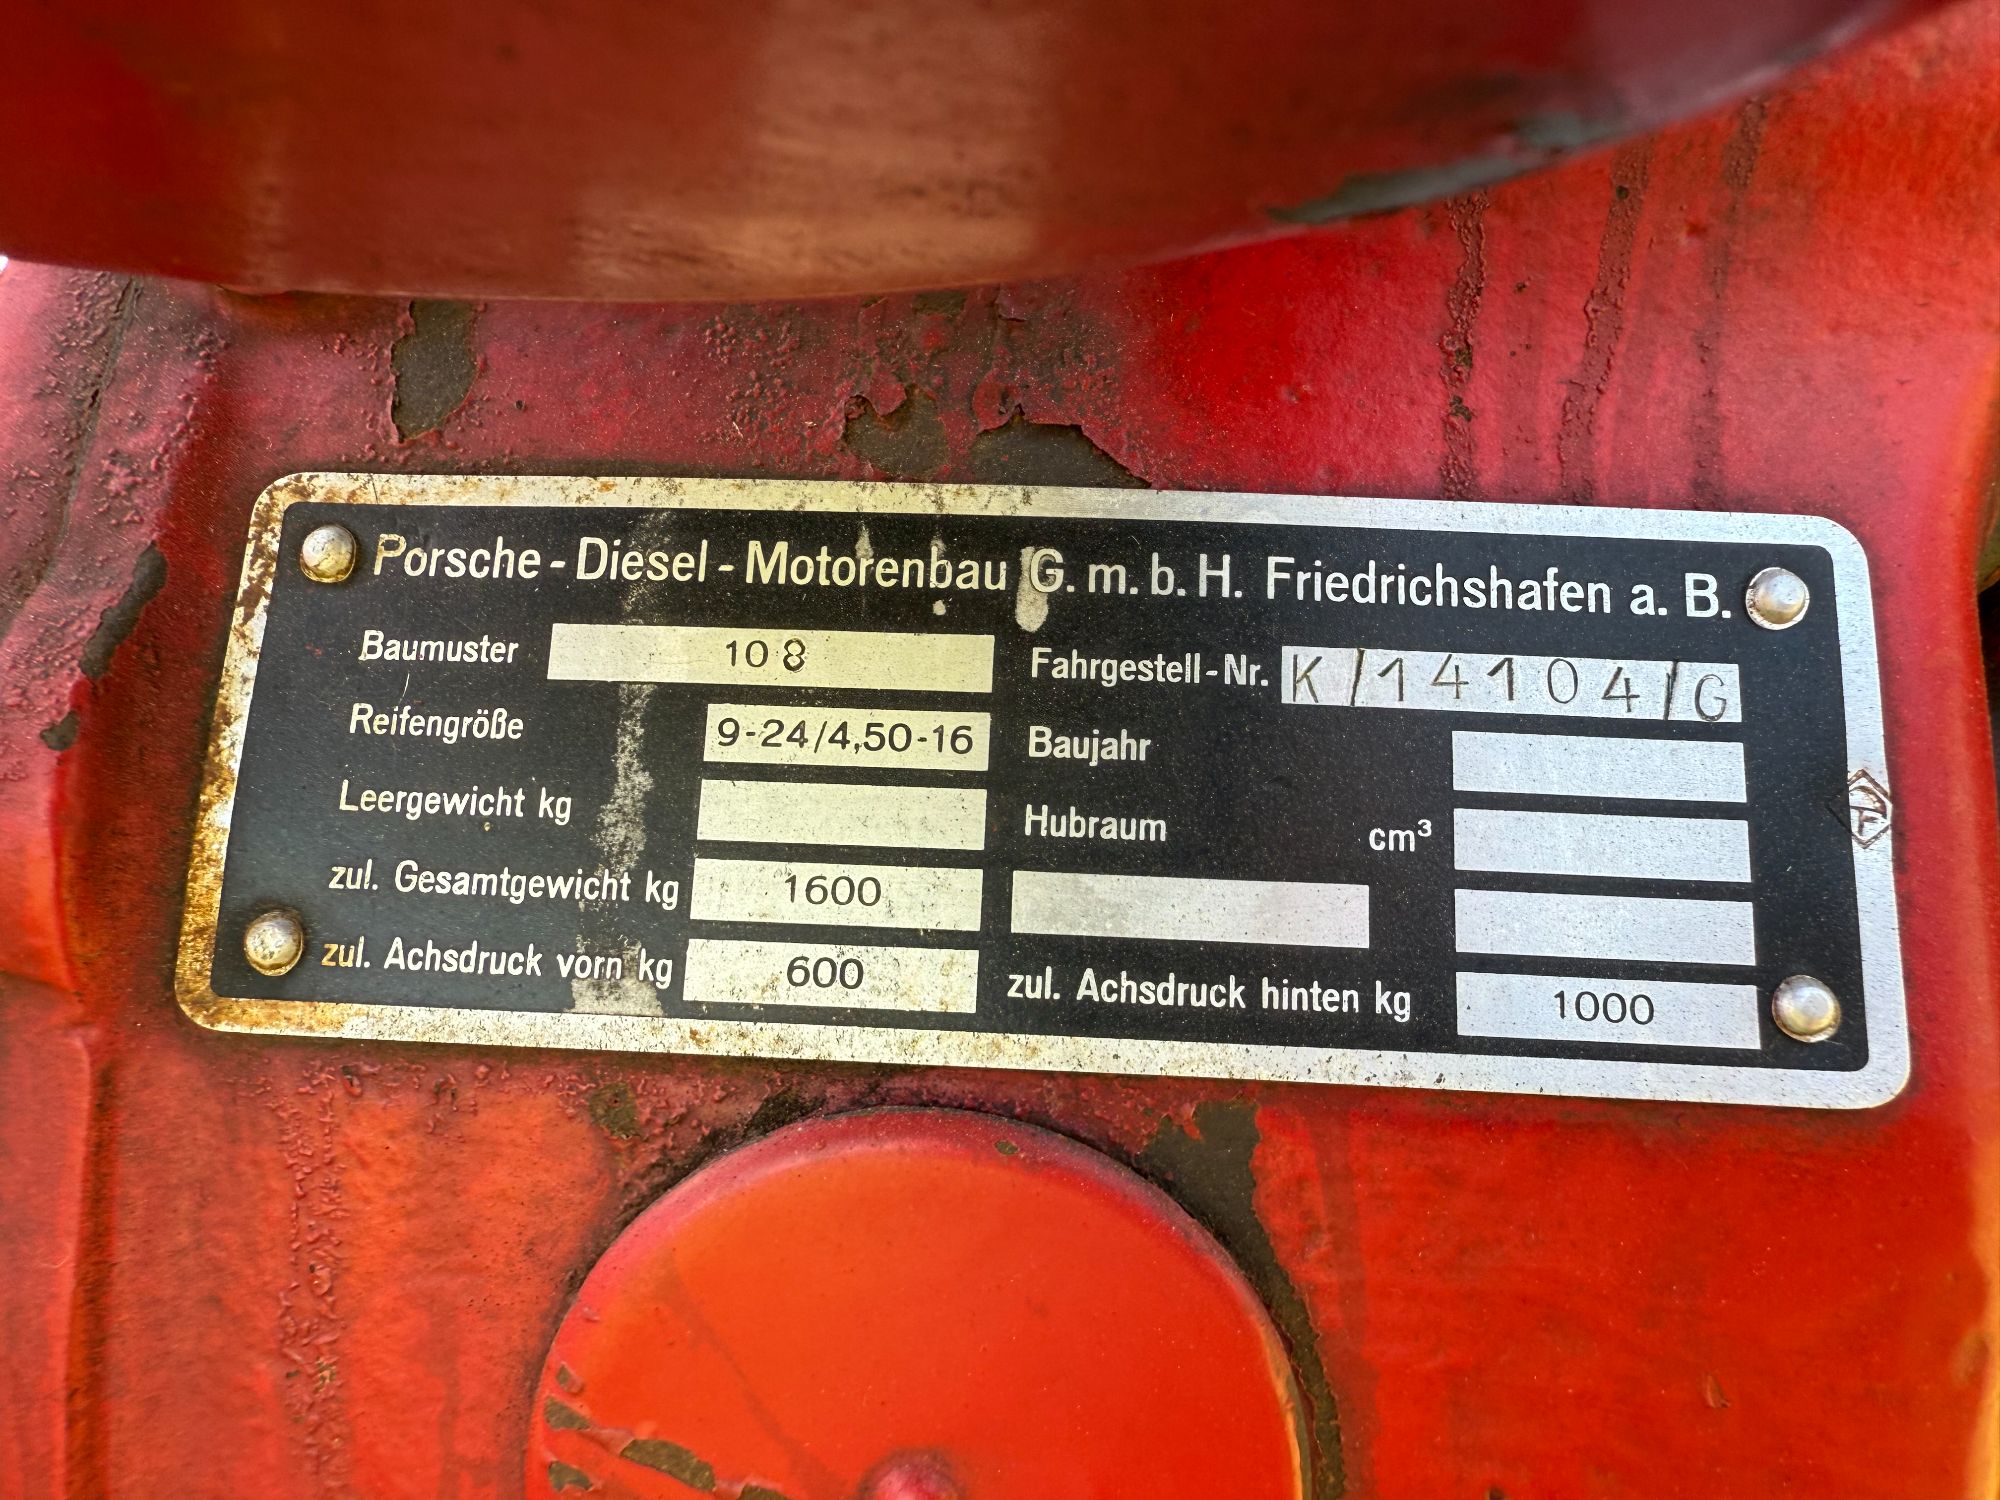 Porsche-Diesel-Motorenbau G.m.b.H. Friedrichshafen a. B.
Baumuster 108 Fahrgestell-Nr. K/14104/G
Reifengröße 9-24/4,50-16 Baujahr
Leergewicht kg Hubraum cm³
zul. Gesamtgewicht kg 1600
zul. Achsdruck vorn kg 600 zul. Achsdruck hinten kg 1000